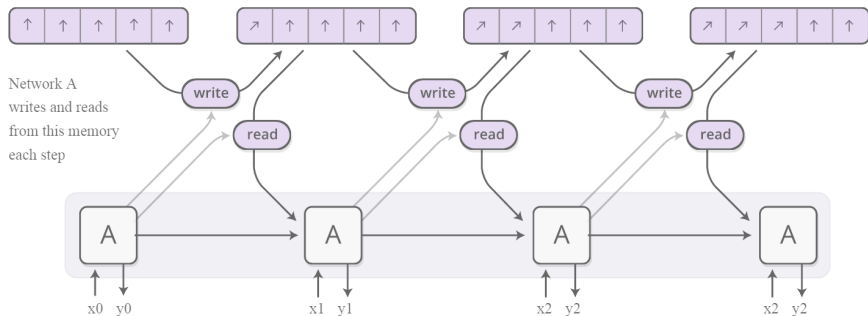 write
write
write
Network A
writes and reads
from this memory
each step
read
read
read
A
A
A
A
x0 y0
x1 y1
x2 y2
x2 y2